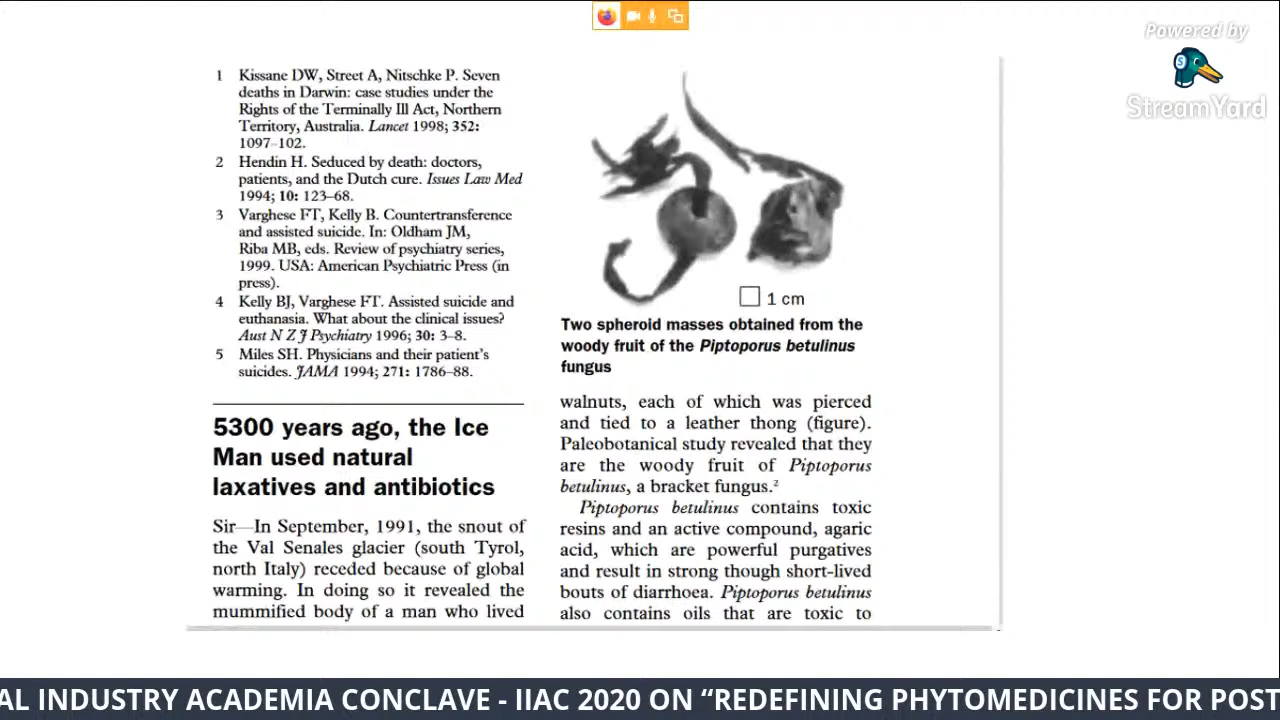 Powered by
StreamYard
1 Kissane DW, Street A, Nitschke P. Seven
deaths in Darwin: case studies under the
Rights of the Terminally Ill Act, Northern
Territory, Australia. Lancet 1998; 352:
1097–102.
2 Hendin H. Seduced by death: doctors,
patients, and the Dutch cure. Issues Law Med
1994; 10: 123–68.
3 Varghese FT, Kelly B. Countertransference
and assisted suicide. In: Oldham JM,
Riba MB, eds. Review of psychiatry series,
1999. USA: American Psychiatric Press (in
press).
4 Kelly BJ, Varghese FT. Assisted suicide and
euthanasia. What about the clinical issues?
Aust N Z J Psychiatry 1996; 30: 3–8.
5 Miles SH. Physicians and their patient's
suicides. JAMA 1994; 271: 1786–88.
5300 years ago, the Ice
Man used natural
laxatives and antibiotics
Sir—In September, 1991, the snout of
the Val Senales glacier (south Tyrol,
north Italy) receded because of global
warming. In doing so it revealed the
mummified body of a man who lived
1 cm
Two spheroid masses obtained from the
woody fruit of the Piptoporus betulinus
fungus
walnuts, each of which was pierced
and tied to a leather thong (figure).
Paleobotanical study revealed that they
are the woody fruit of Piptoporus
betulinus, a bracket fungus.²
Piptoporus betulinus contains toxic
resins and an active compound, agaric
acid, which are powerful purgatives
and result in strong though short-lived
bouts of diarrhoea. Piptoporus betulinus
also contains oils that are toxic to
AL INDUSTRY ACADEMIA CONCLAVE - IIAC 2020 ON “REDEFINING PHYTOMEDICINES FOR POST